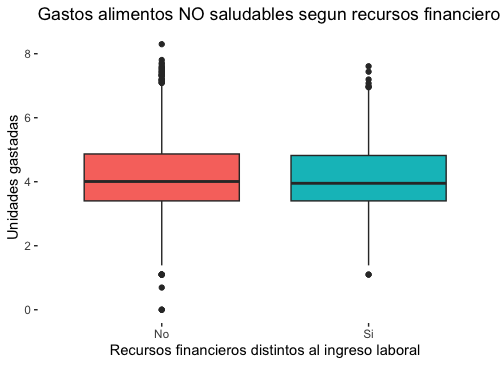 Gastos alimentos NO saludables segun recursos financiero
8
6
4
2
0
Unidades gastadas
No
Si
Recursos financieros distintos al ingreso laboral